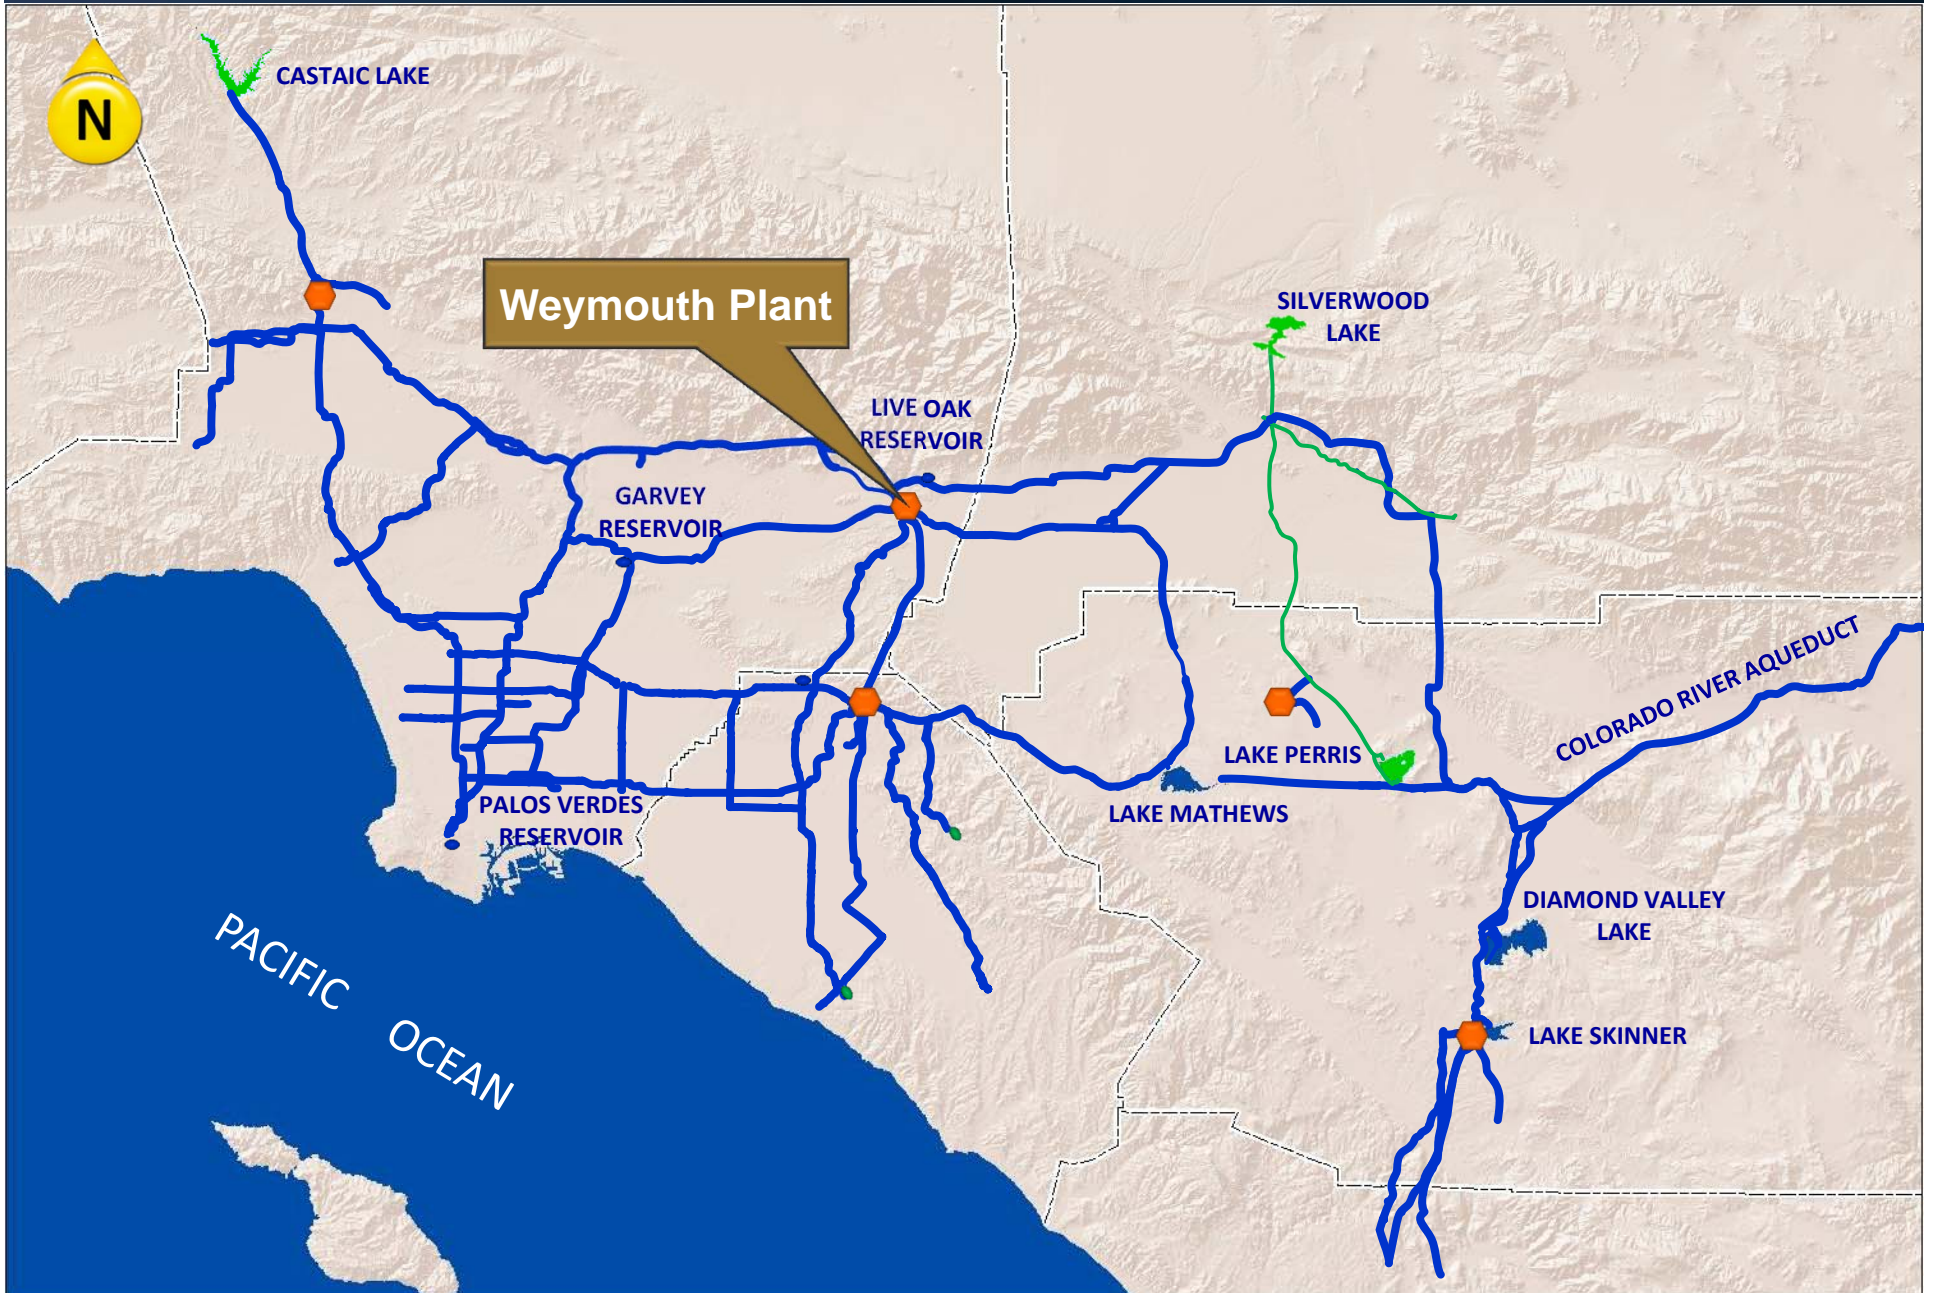 N
CASTAIC LAKE
Weymouth Plant
SILVERWOOD
LAKE
LIVE OAK
RESERVOIR
GARVEY
RESERVOIR
COLORADO RIVER AQUEDUCT
LAKE PERRIS
LAKE MATHEWS
PALOS VERDES
RESERVOIR
DIAMOND VALLEY
LAKE
PACIFIC OCEAN
LAKE SKINNER